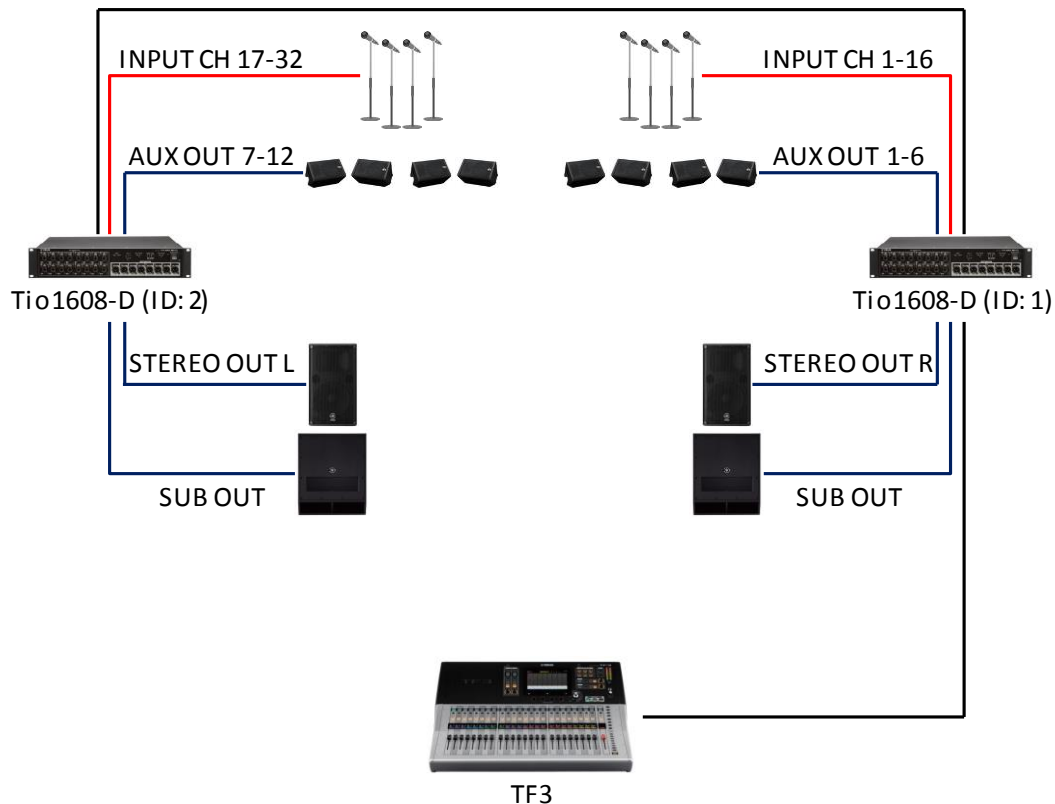 INPUT CH 17-32
INPUT CH 1-16
AUX OUT 7-12
AUX OUT 1-6
Tio1608-D (ID: 2)
Tio1608-D (ID: 1)
STEREO OUT L
STEREO OUT R
SUB OUT
SUB OUT
TF3